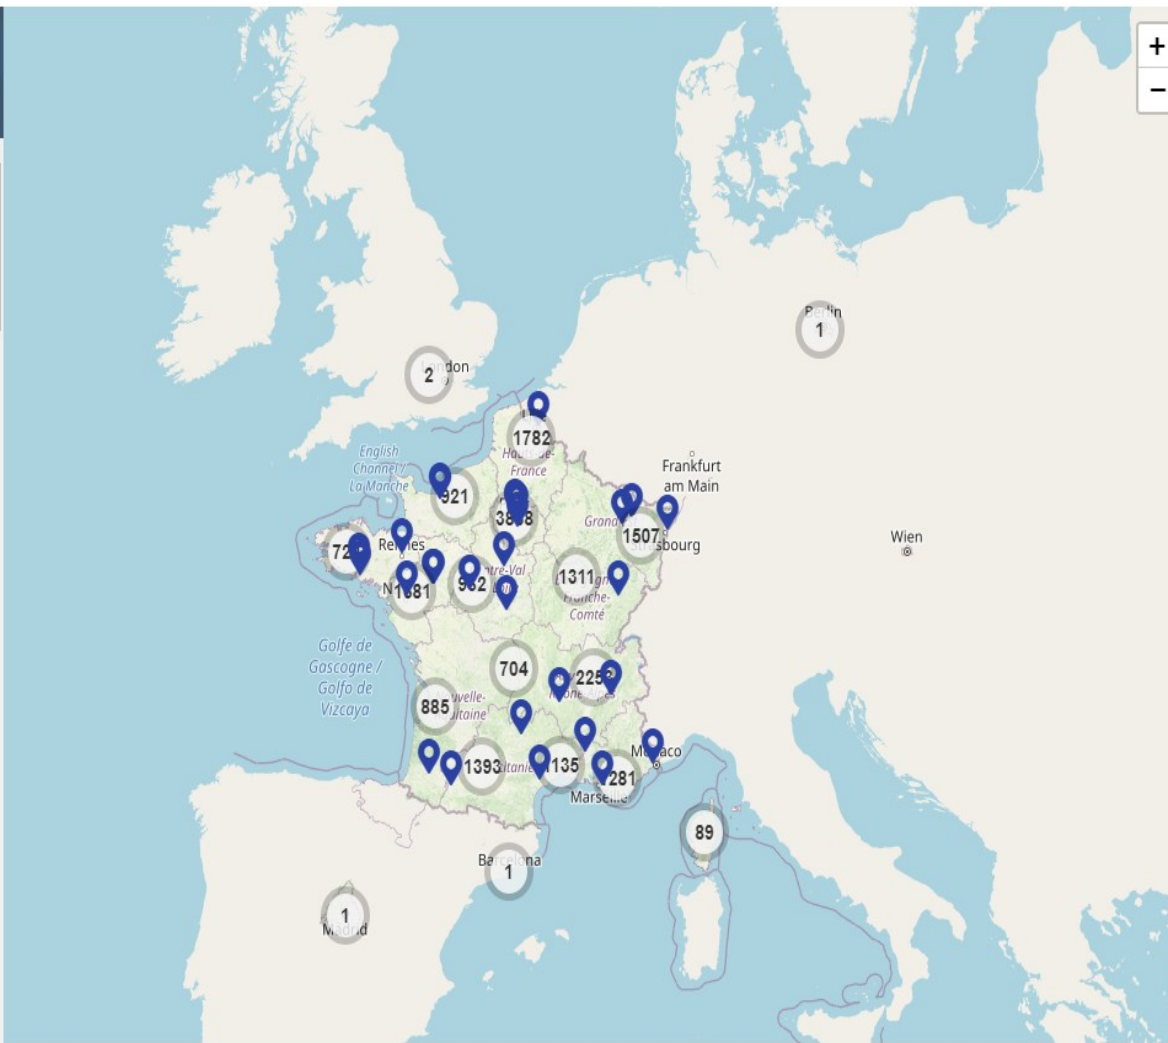 +
−
Berlin
1
London
2
1782
Hauts-de-
France
English
Channel /
La Manche
921
Frankfurt
am Main
Grand
1507
Strasbourg
Rennes
Wien
1311
Franche-
Comté
Golfe de
Gascogne /
Golfo de
Vizcaya
704
885
Nouvelle-
Aquitaine
Rhône-Alpes
1393
Monaco
Marseille
89
Barcelona
1
1
Madrid